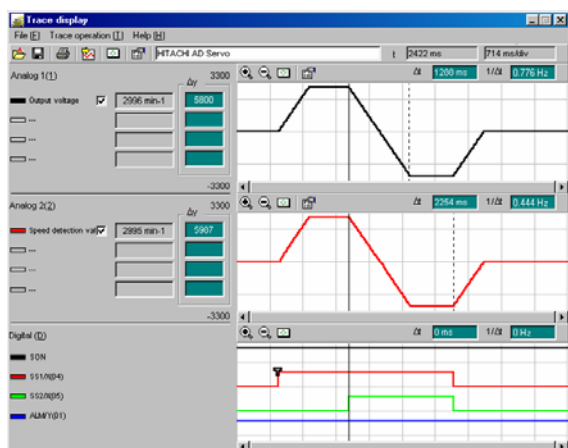 Trace display
File (F) Trace operation (T) Help (H)
HITACHI AD Servo t 2422 ms 714 ms/div
Analog 1(1) 3300 Δt 1288 ms 1/Δt 0.776 Hz
Δy
Output voltage 2996 min-1 5800
---
---
---
-3300
Analog 2(2) 3300 Δt 2254 ms 1/Δt 0.444 Hz
Δy
Speed detection val 2995 min-1 5987
---
---
---
-3300
Digital (D) Δt 0 ms 1/Δt 0 Hz
SON
SS1/X(04)
SS2/X(05)
ALM/Y(01)